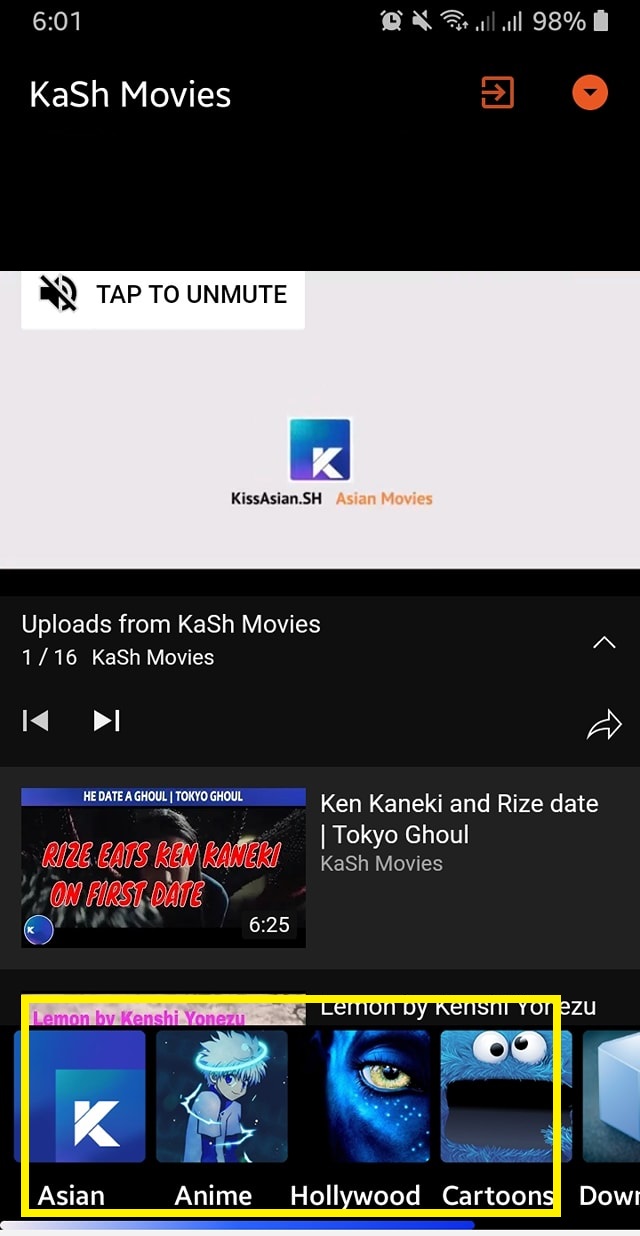 6:01 98%
KaSh Movies
TAP TO UNMUTE
K
KissAsian.SH Asian Movies
Uploads from KaSh Movies
1 / 16 KaSh Movies
HE DATE A GHOUL | TOKYO GHOUL
RIZE EATS KEN KANEKI
ON FIRST DATE
K
6:25
Ken Kaneki and Rize date
| Tokyo Ghoul
KaSh Movies
Lemon by Kenshi Yonezu
Lemon by Kenshi Yonezu
K
Asian Anime Hollywood Cartoons Down